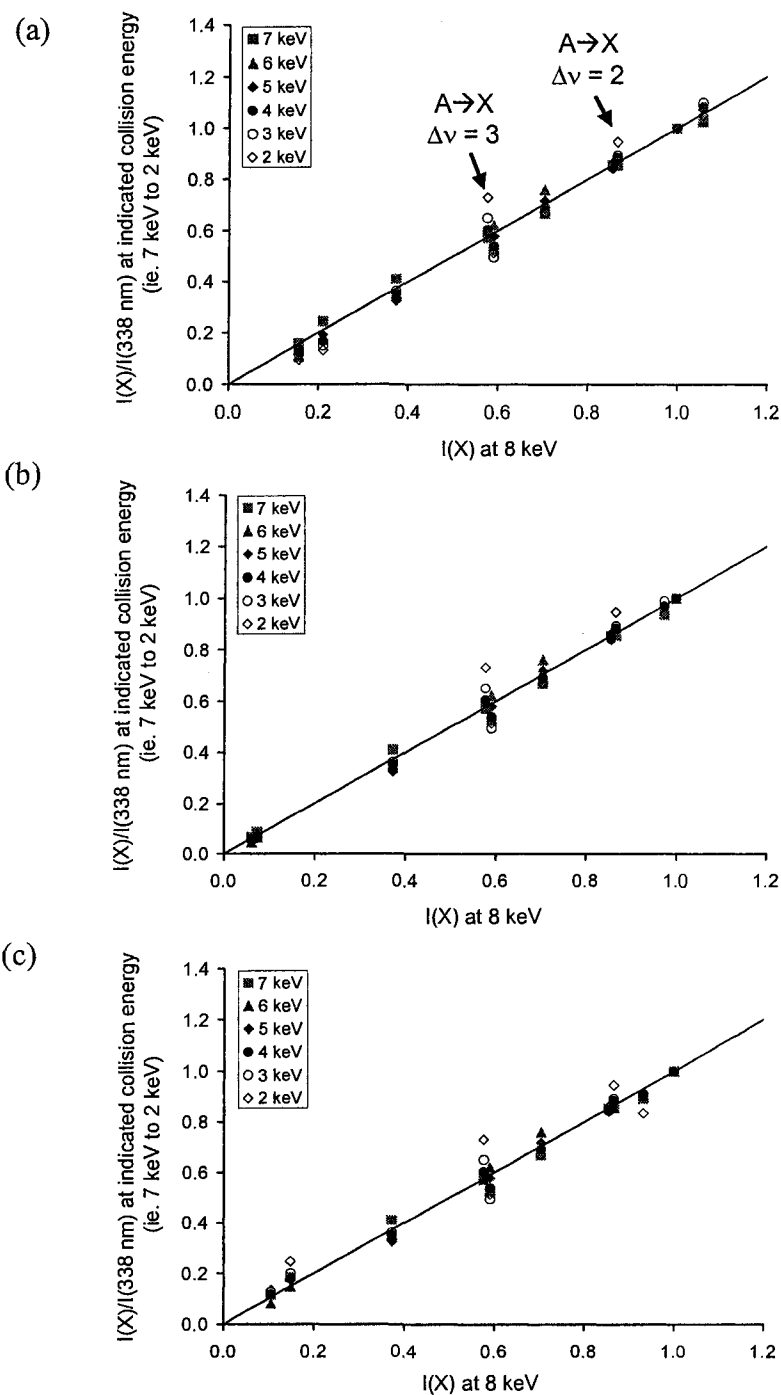 (a)
I(X)/I(338 nm) at indicated collision energy
(ie. 7 keV to 2 keV)
1.4
1.2
1.0
0.8
0.6
0.4
0.2
0.0
7 keV
6 keV
5 keV
4 keV
3 keV
2 keV
A→X
Δν = 3
A→X
Δν = 2
0.0 0.2 0.4 0.6 0.8 1.0 1.2
I(X) at 8 keV
(b)
I(X)/I(338 nm) at indicated collision energy
(ie. 7 keV to 2 keV)
1.4
1.2
1.0
0.8
0.6
0.4
0.2
0.0
7 keV
6 keV
5 keV
4 keV
3 keV
2 keV
0.0 0.2 0.4 0.6 0.8 1.0 1.2
I(X) at 8 keV
(c)
I(X)/I(338 nm) at indicated collision energy
(ie. 7 keV to 2 keV)
1.4
1.2
1.0
0.8
0.6
0.4
0.2
0.0
7 keV
6 keV
5 keV
4 keV
3 keV
2 keV
0.0 0.2 0.4 0.6 0.8 1.0 1.2
I(X) at 8 keV